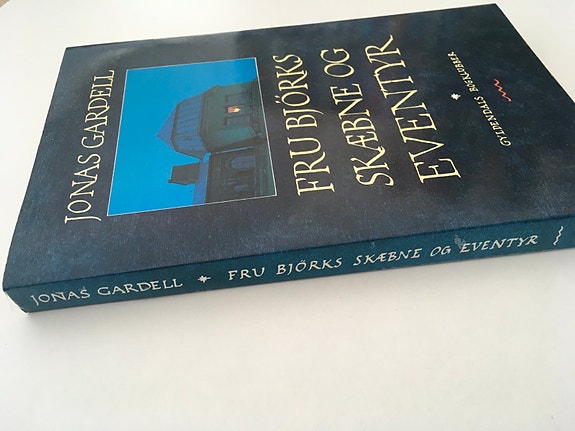 JONAS GARDELL
FRU BJÖRKS
SKÆBNE OG
EVENTYR
GYLDENDALS BOGKLUBBER
JONAS GARDELL * FRU BJÖRKS SKÆBNE OG EVENTYR